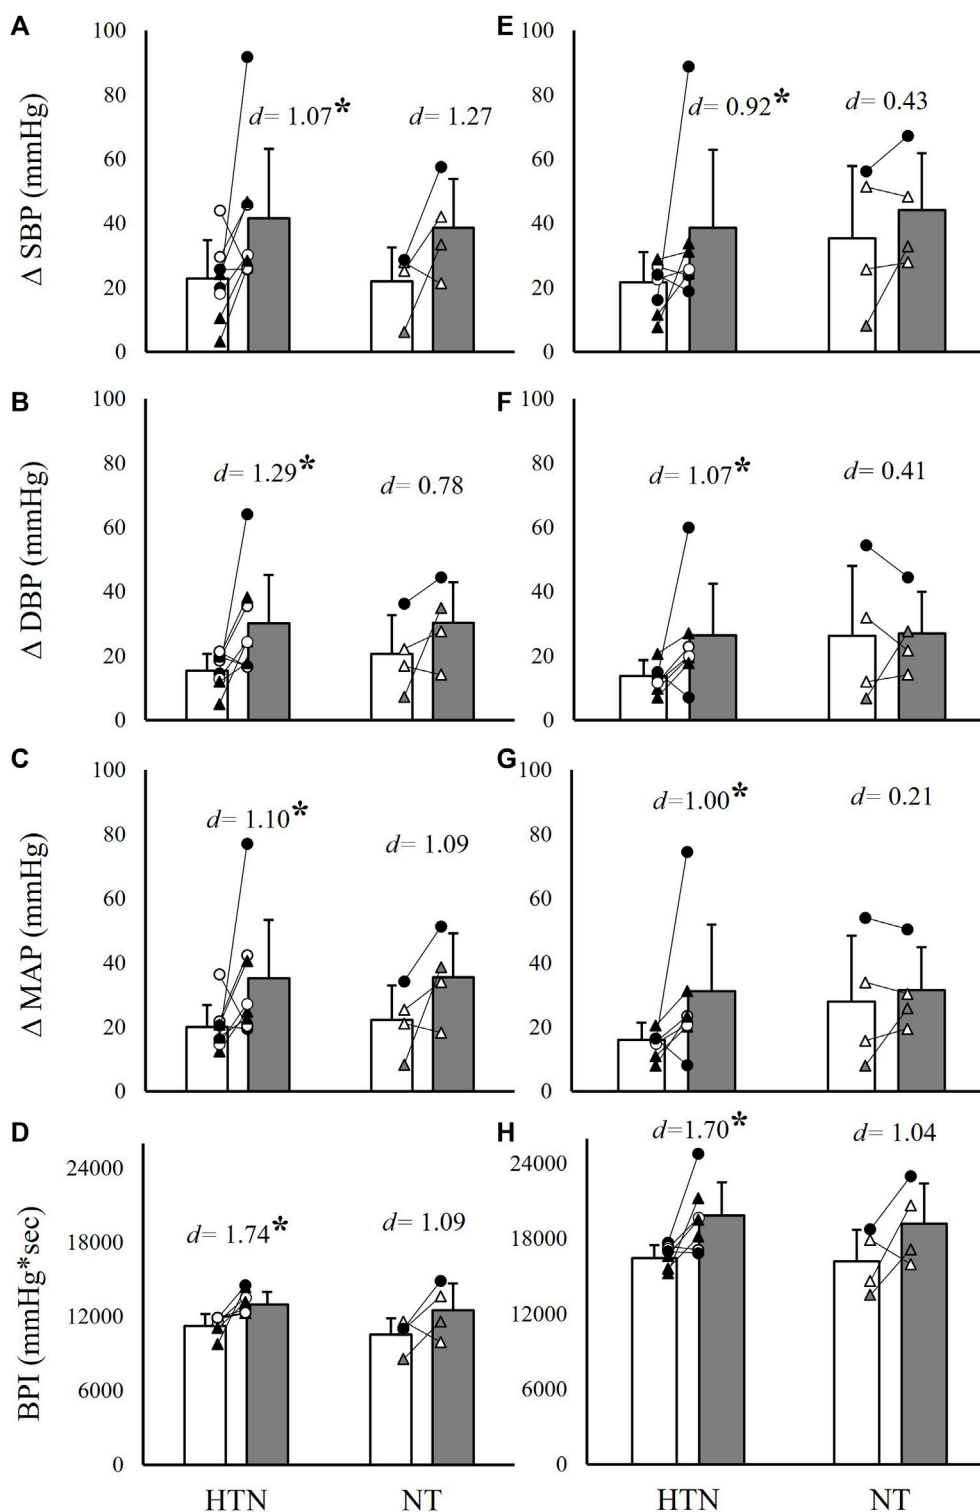 A
Δ SBP (mmHg)
100
80
60
40
20
0
d= 1.07*
d= 1.27
E
100
80
60
40
20
0
d= 0.92*
d= 0.43
B
Δ DBP (mmHg)
100
80
60
40
20
0
d= 1.29*
d= 0.78
F
100
80
60
40
20
0
d= 1.07*
d= 0.41
C
Δ MAP (mmHg)
100
80
60
40
20
0
d= 1.10*
d= 1.09
G
100
80
60
40
20
0
d=1.00*
d= 0.21
D
BPI (mmHg*sec)
24000
18000
12000
6000
0
d= 1.74*
d= 1.09
HTN
NT
H
24000
18000
12000
6000
0
d=1.70*
d= 1.04
HTN
NT